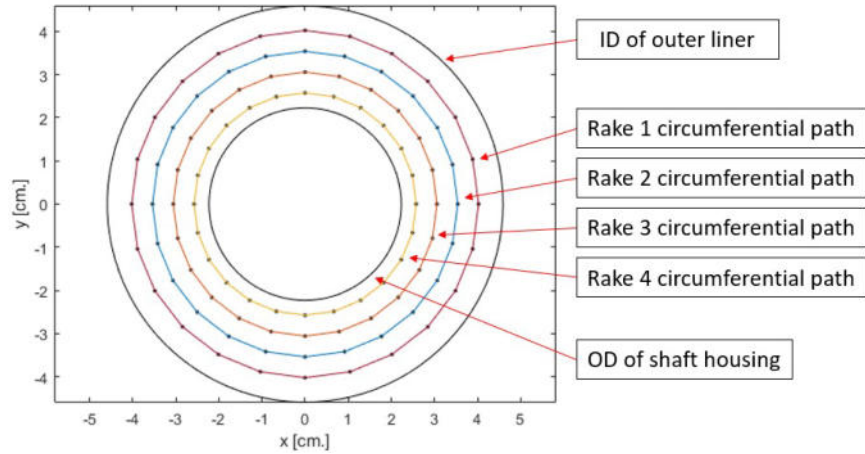 ID of outer liner
Rake 1 circumferential path
Rake 2 circumferential path
Rake 3 circumferential path
Rake 4 circumferential path
OD of shaft housing
4
3
2
1
0
-1
-2
-3
-4
y [cm.]
-5 -4 -3 -2 -1 0 1 2 3 4 5
x [cm.]